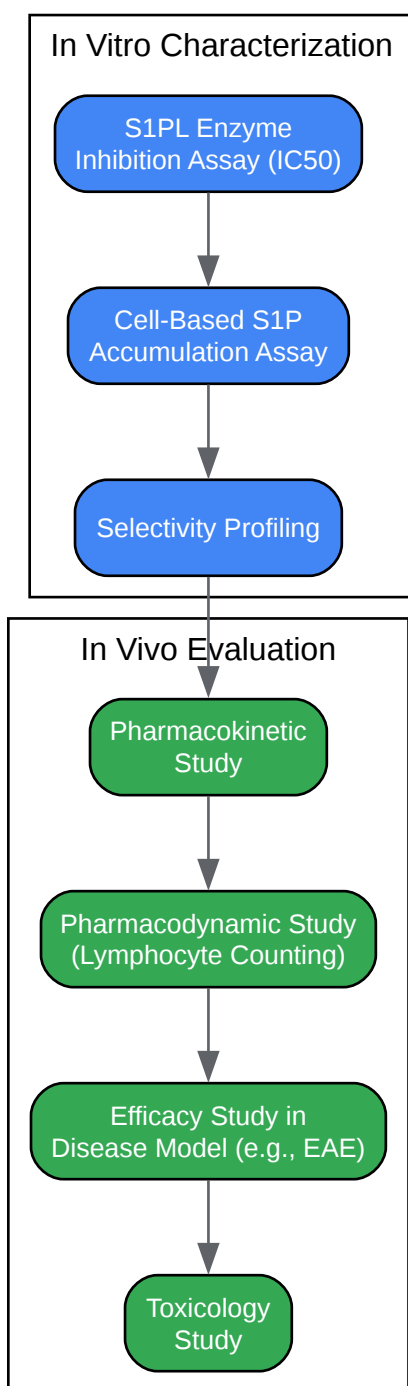 In Vitro Characterization
S1PL Enzyme
Inhibition Assay (IC50)
Cell-Based S1P
Accumulation Assay
Selectivity Profiling
In Vivo Evaluation
Pharmacokinetic
Study
Pharmacodynamic Study
(Lymphocyte Counting)
Efficacy Study in
Disease Model (e.g., EAE)
Toxicology
Study